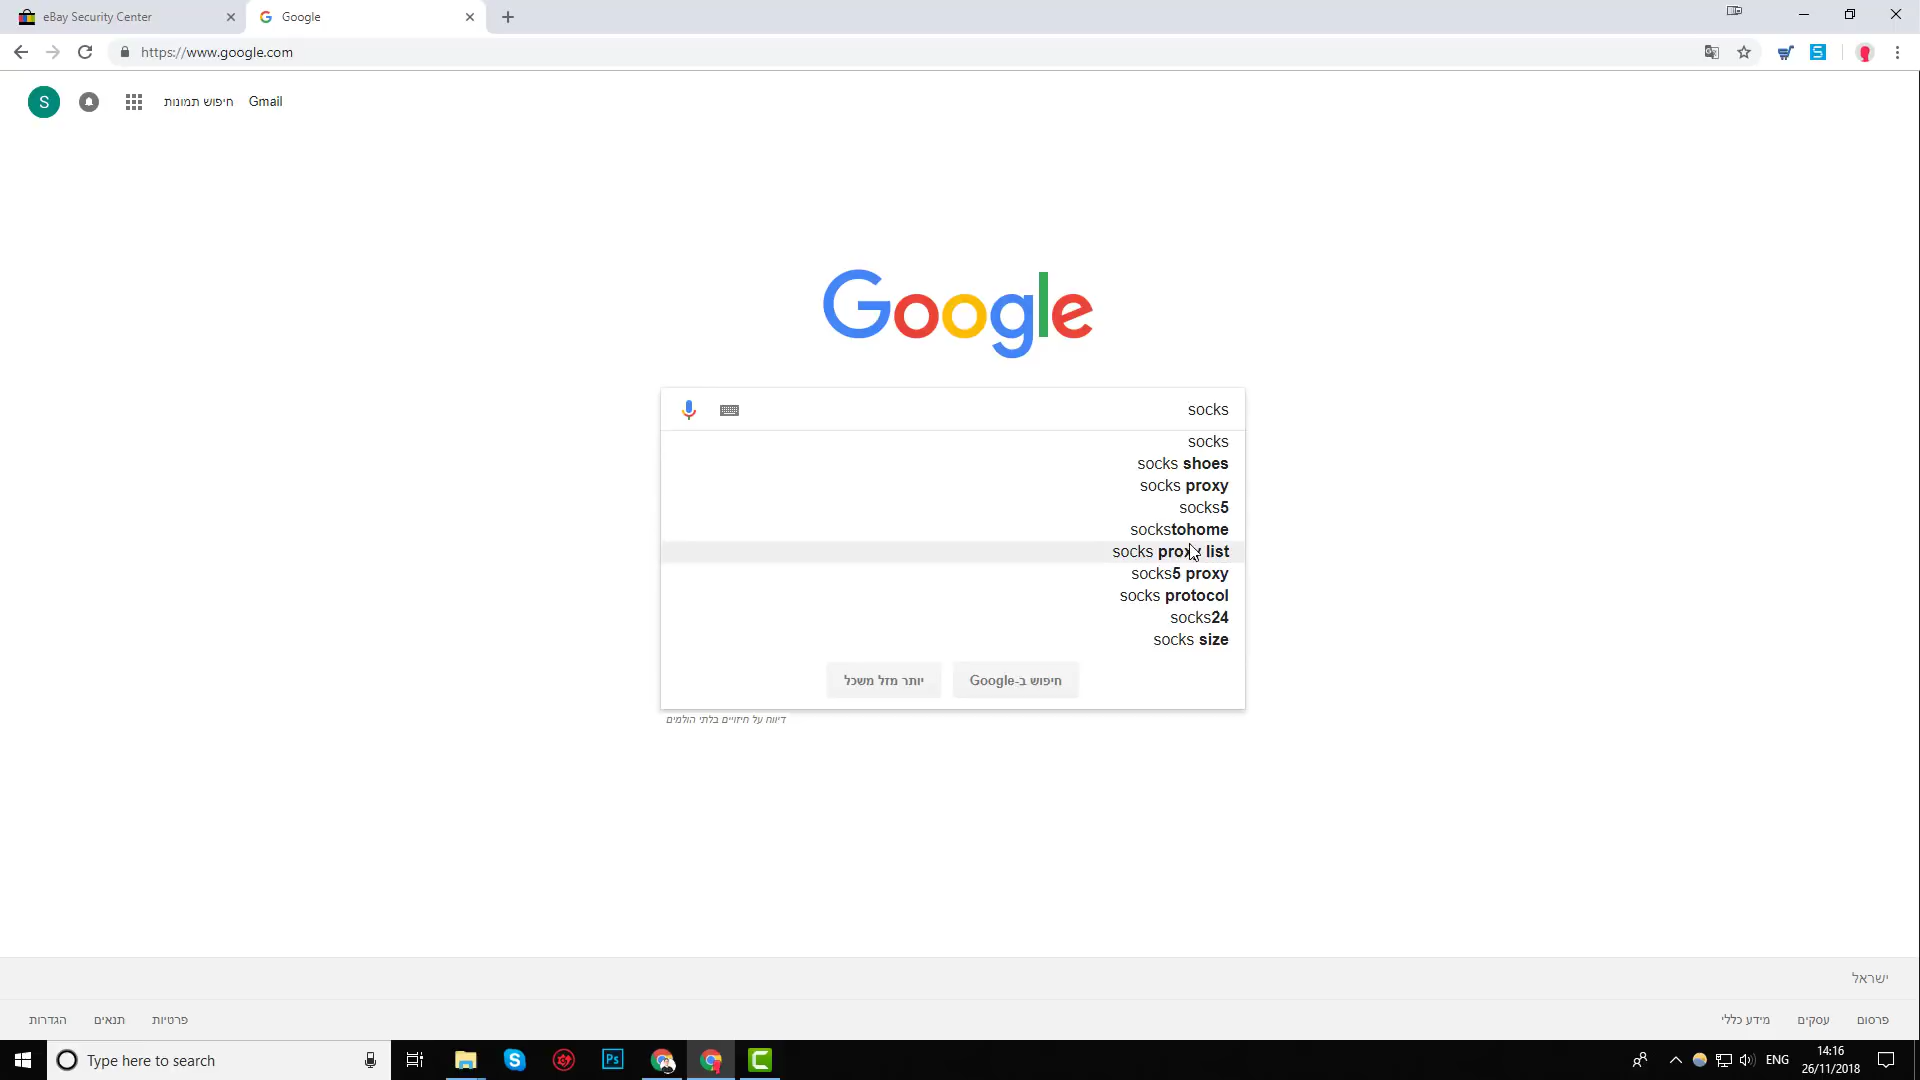 eBay Security Center
Google
https://www.google.com
S
חיפוש תמונות
Gmail
Google
socks
socks
socks shoes
socks proxy
socks5
sockstohome
socks proxy list
socks5 proxy
socks protocol
socks24
socks size
חיפוש ב-Google
יותר מזל משכל
דיווח על חיזויים בלתי הולמים
ישראל
פרסום
עסקים
מידע כללי
פרטיות
תנאים
הגדרות
Type here to search
Ps
ENG
14:16
26/11/2018